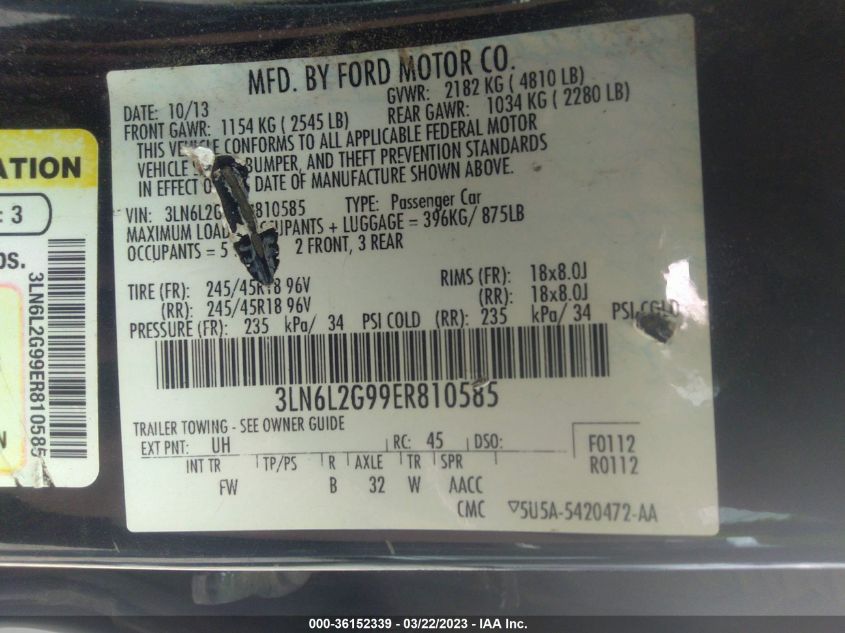 MFD. BY FORD MOTOR CO.
DATE: 10/13 GVWR: 2182 KG ( 4810 LB)
FRONT GAWR: 1154 KG ( 2545 LB) REAR GAWR: 1034 KG ( 2280 LB)
THIS CONFORMS TO ALL APPLICABLE FEDERAL MOTOR
VEHICLE BUMPER, AND THEFT PREVENTION STANDARDS
IN EFFECT DATE OF MANUFACTURE SHOWN ABOVE.
VIN: TYPE: Passenger Car
MAXIMUM + LUGGAGE = 396KG/ 875LB
OCCUPANTS = 5 2 FRONT, 3 REAR
TIRE (FR): 245/45R18 96V RIMS (FR): 18x8.0J
(RR): 245/45R18 96V (RR): 18x8.0J
PRESSURE (FR): 235 kPa/ 34 PSI COLD (RR): 235 kPa/ 34 PSI COLD
3LN6L2G99ER810585
TRAILER TOWING - SEE OWNER GUIDE
EXT PNT: UH RC: 45 DSO: F0112
INT TR TP/PS R AXLE TR SPR R0112
FW B 32 W AACC
CMC ▽5U5A-5420472-AA
: 3
3LN6L2G99ER810585
000-36152339 / 03/22/2023 - IAA Inc.